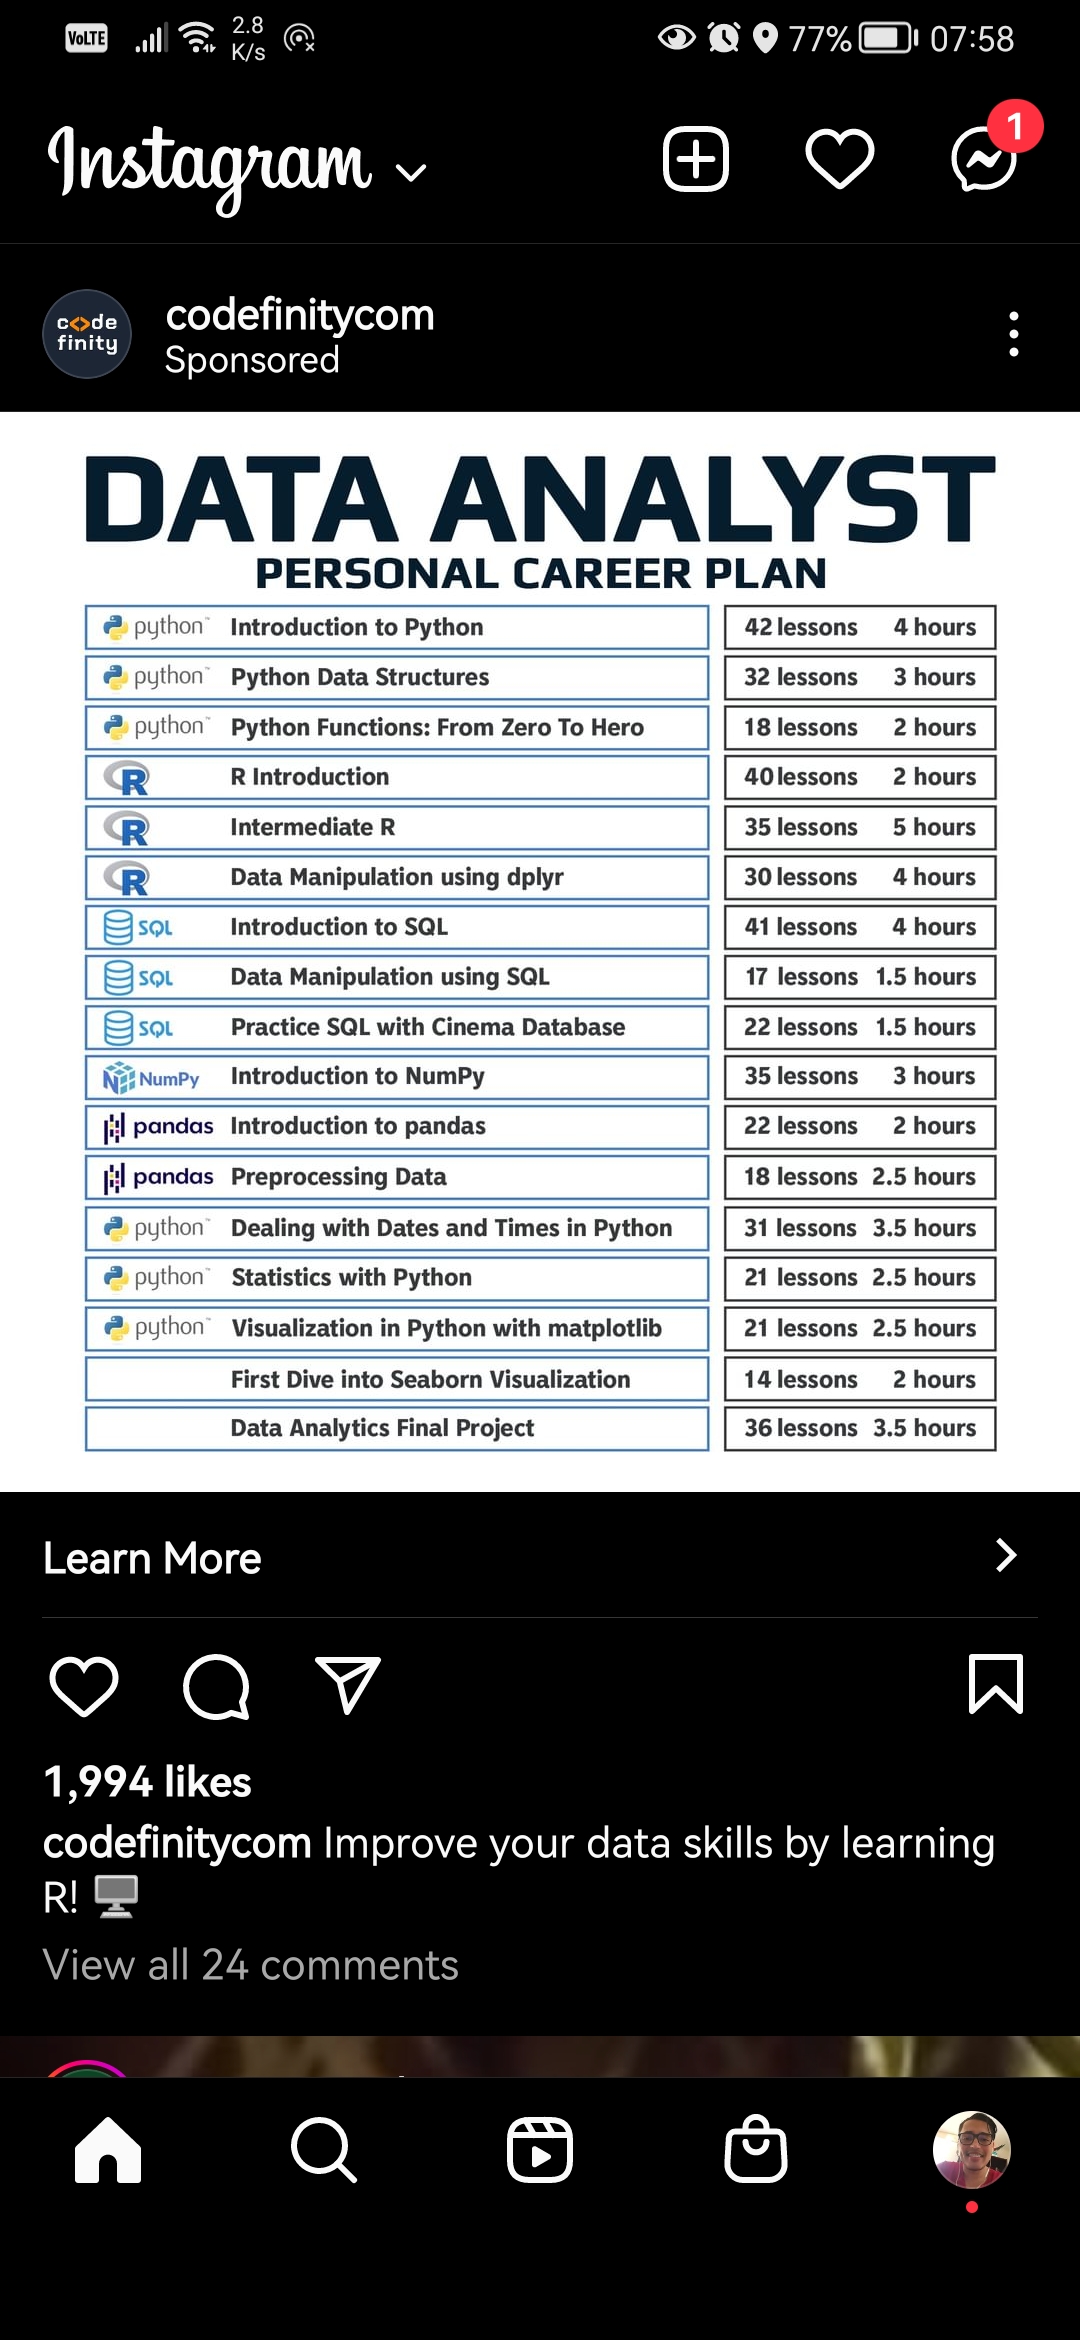 VoLTE 2.8 K/s 77% 07:58
Instagram 1
code finity
codefinitycom
Sponsored
DATA ANALYST
PERSONAL CAREER PLAN
python™ Introduction to Python 42 lessons 4 hours
python™ Python Data Structures 32 lessons 3 hours
python™ Python Functions: From Zero To Hero 18 lessons 2 hours
R R Introduction 40 lessons 2 hours
R Intermediate R 35 lessons 5 hours
R Data Manipulation using dplyr 30 lessons 4 hours
SQL Introduction to SQL 41 lessons 4 hours
SQL Data Manipulation using SQL 17 lessons 1.5 hours
SQL Practice SQL with Cinema Database 22 lessons 1.5 hours
NumPy Introduction to NumPy 35 lessons 3 hours
pandas Introduction to pandas 22 lessons 2 hours
pandas Preprocessing Data 18 lessons 2.5 hours
python™ Dealing with Dates and Times in Python 31 lessons 3.5 hours
python™ Statistics with Python 21 lessons 2.5 hours
python™ Visualization in Python with matplotlib 21 lessons 2.5 hours
First Dive into Seaborn Visualization 14 lessons 2 hours
Data Analytics Final Project 36 lessons 3.5 hours
Learn More
1,994 likes
codefinitycom Improve your data skills by learning
R! 🖥️
View all 24 comments